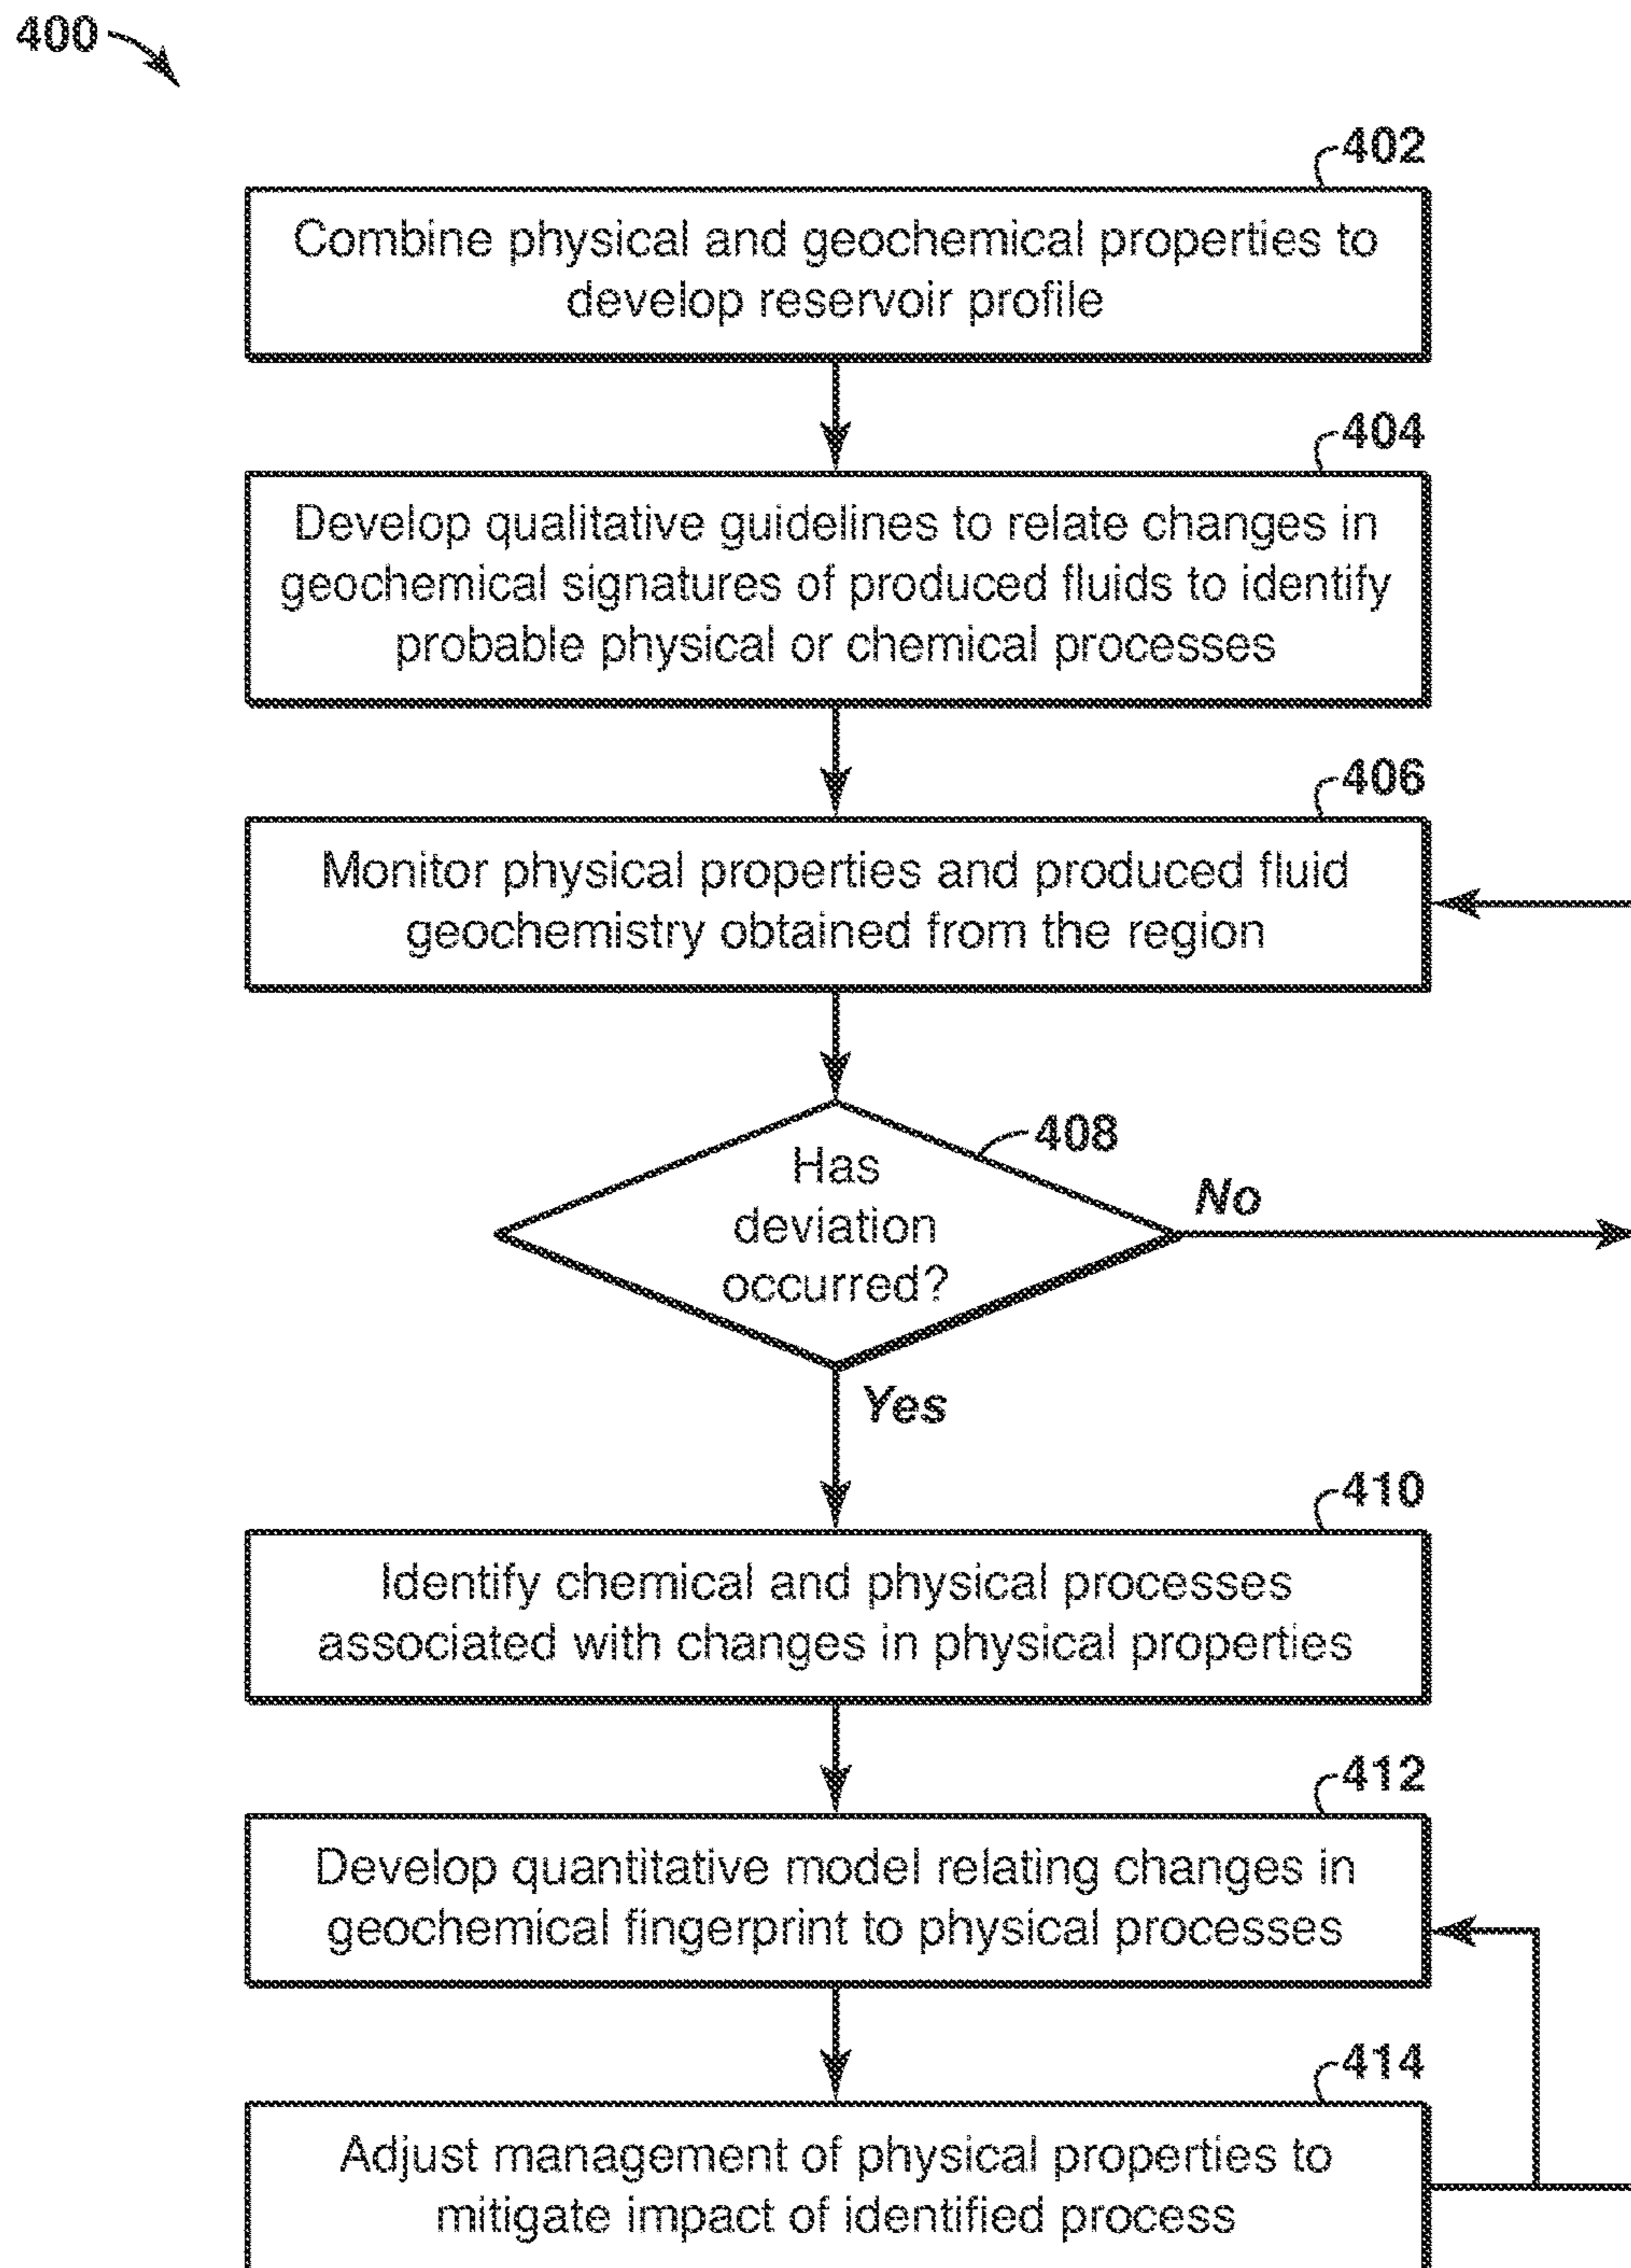 400
402
Combine physical and geochemical properties to
develop reservoir profile
404
Develop qualitative guidelines to relate changes in
geochemical signatures of produced fluids to identify
probable physical or chemical processes
406
Monitor physical properties and produced fluid
geochemistry obtained from the region
408
Has
deviation
occurred?
No
Yes
410
Identify chemical and physical processes
associated with changes in physical properties
412
Develop quantitative model relating changes in
geochemical fingerprint to physical processes
414
Adjust management of physical properties to
mitigate impact of identified process